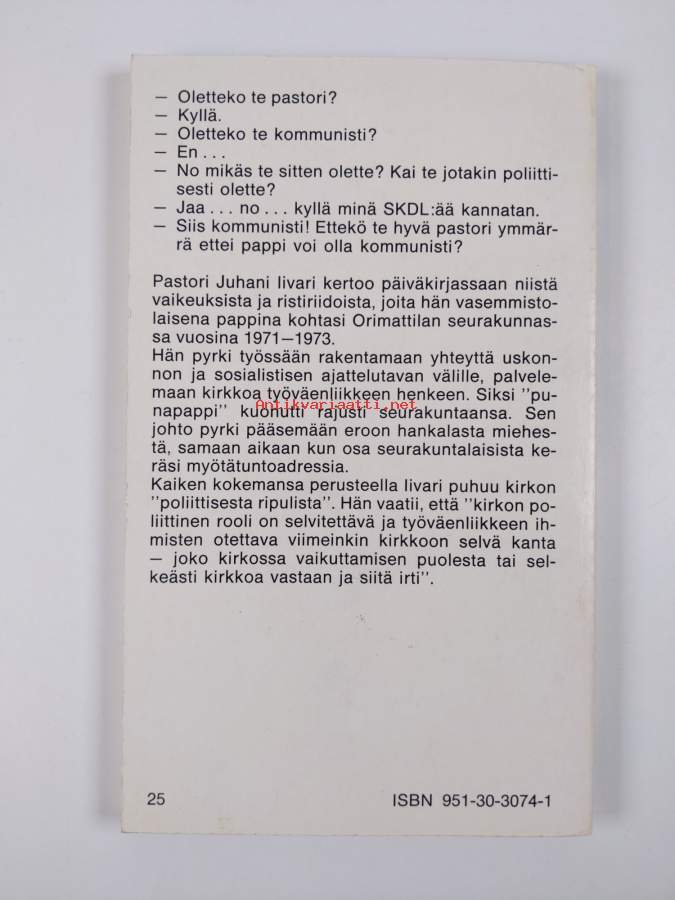 — Oletteko te pastori?
— Kyllä.
— Oletteko te kommunisti?
— En . . .
— No mikäs te sitten olette? Kai te jotakin poliitti-
sesti olette?
— Jaa . . . no . . . kyllä minä SKDL:ää kannatan.
— Siis kommunisti! Ettekö te hyvä pastori ymmär-
rä ettei pappi voi olla kommunisti?
Pastori Juhani Iivari kertoo päiväkirjassaan niistä
vaikeuksista ja ristiriidoista, joita hän vasemmisto-
laisena pappina kohtasi Orimattilan seurakunnas-
sa vuosina 1971—1973.
Hän pyrki työssään rakentamaan yhteyttä uskon-
non ja sosialistisen ajattelutavan välille, palvele-
maan kirkkoa työväenliikkeen henkeen. Siksi ''pu-
Antikvariaatti.net
napappi'' kuohutti rajusti seurakuntaansa. Sen
johto pyrki pääsemään eroon hankalasta miehes-
tä, samaan aikaan kun osa seurakuntalaisista ke-
räsi myötätuntoadressia.
Kaiken kokemansa perusteella Iivari puhuu kirkon
''poliittisesta ripulista''. Hän vaatii, että ''kirkon po-
liittinen rooli on selvitettävä ja työväenliikkeen ih-
misten otettava viimeinkin kirkkoon selvä kanta
— joko kirkossa vaikuttamisen puolesta tai sel-
keästi kirkkoa vastaan ja siitä irti''.
25
ISBN 951-30-3074-1